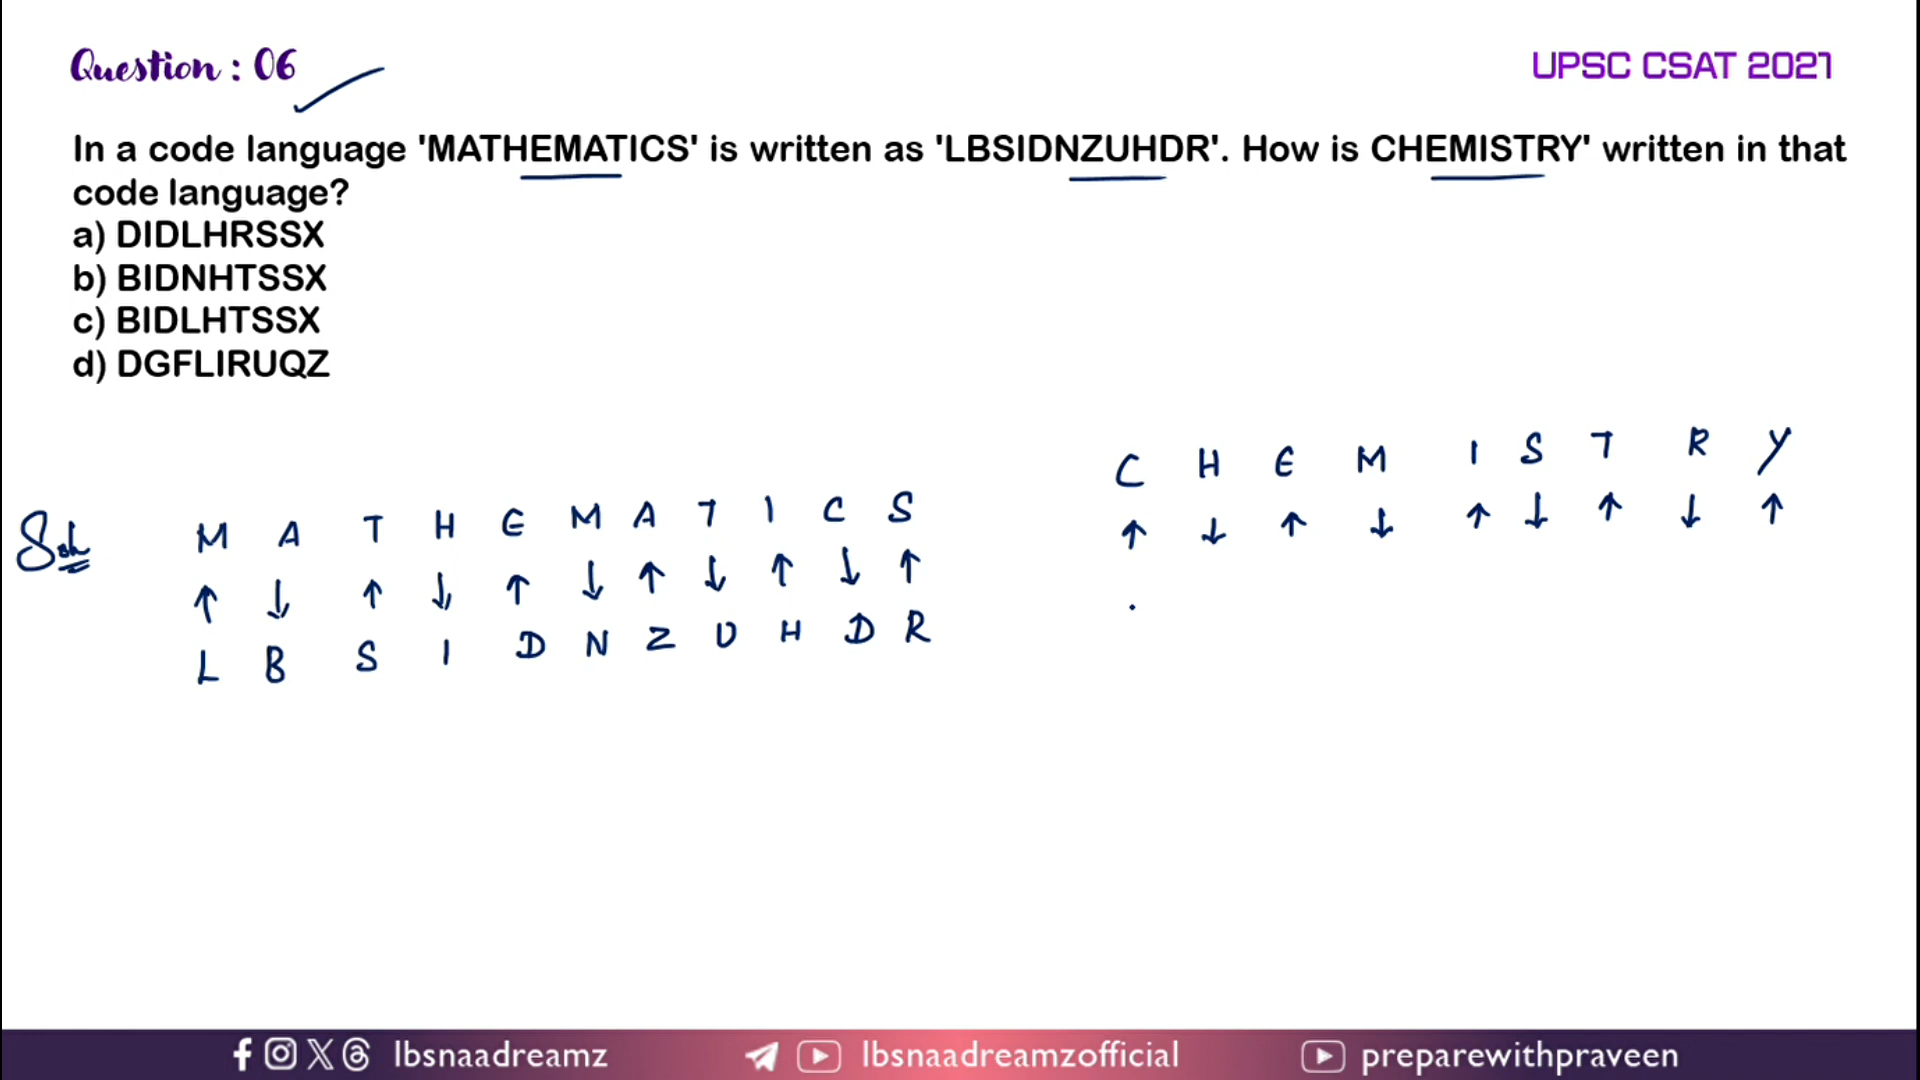 Question : 06
UPSC CSAT 2021
In a code language 'MATHEMATICS' is written as 'LBSIDNZUHDR'. How is CHEMISTRY' written in that
code language?
a) DIDLHRSSX
b) BIDNHTSSX
c) BIDLHTSSX
d) DGFLIRUQZ
C H E M I S T R Y
↑ ↓ ↑ ↓ ↑ ↓ ↑ ↓ ↑
Soln M A T H E M A T I C S
↑ ↓ ↑ ↓ ↑ ↓ ↑ ↓ ↑ ↓ ↑
L B S I D N Z U H D R
lbsnaadreamz
lbsnaadreamzofficial
preparewithpraveen